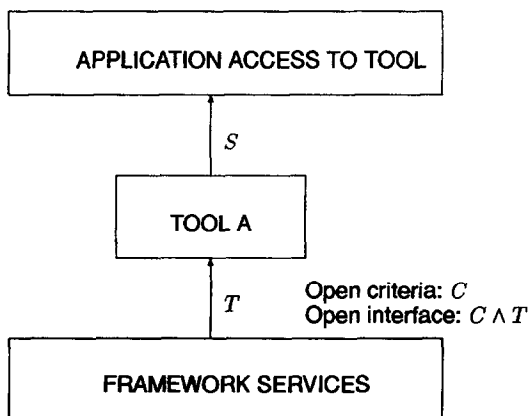 APPLICATION ACCESS TO TOOL
S
TOOL A
T
Open criteria: C
Open interface: C ∧ T
FRAMEWORK SERVICES